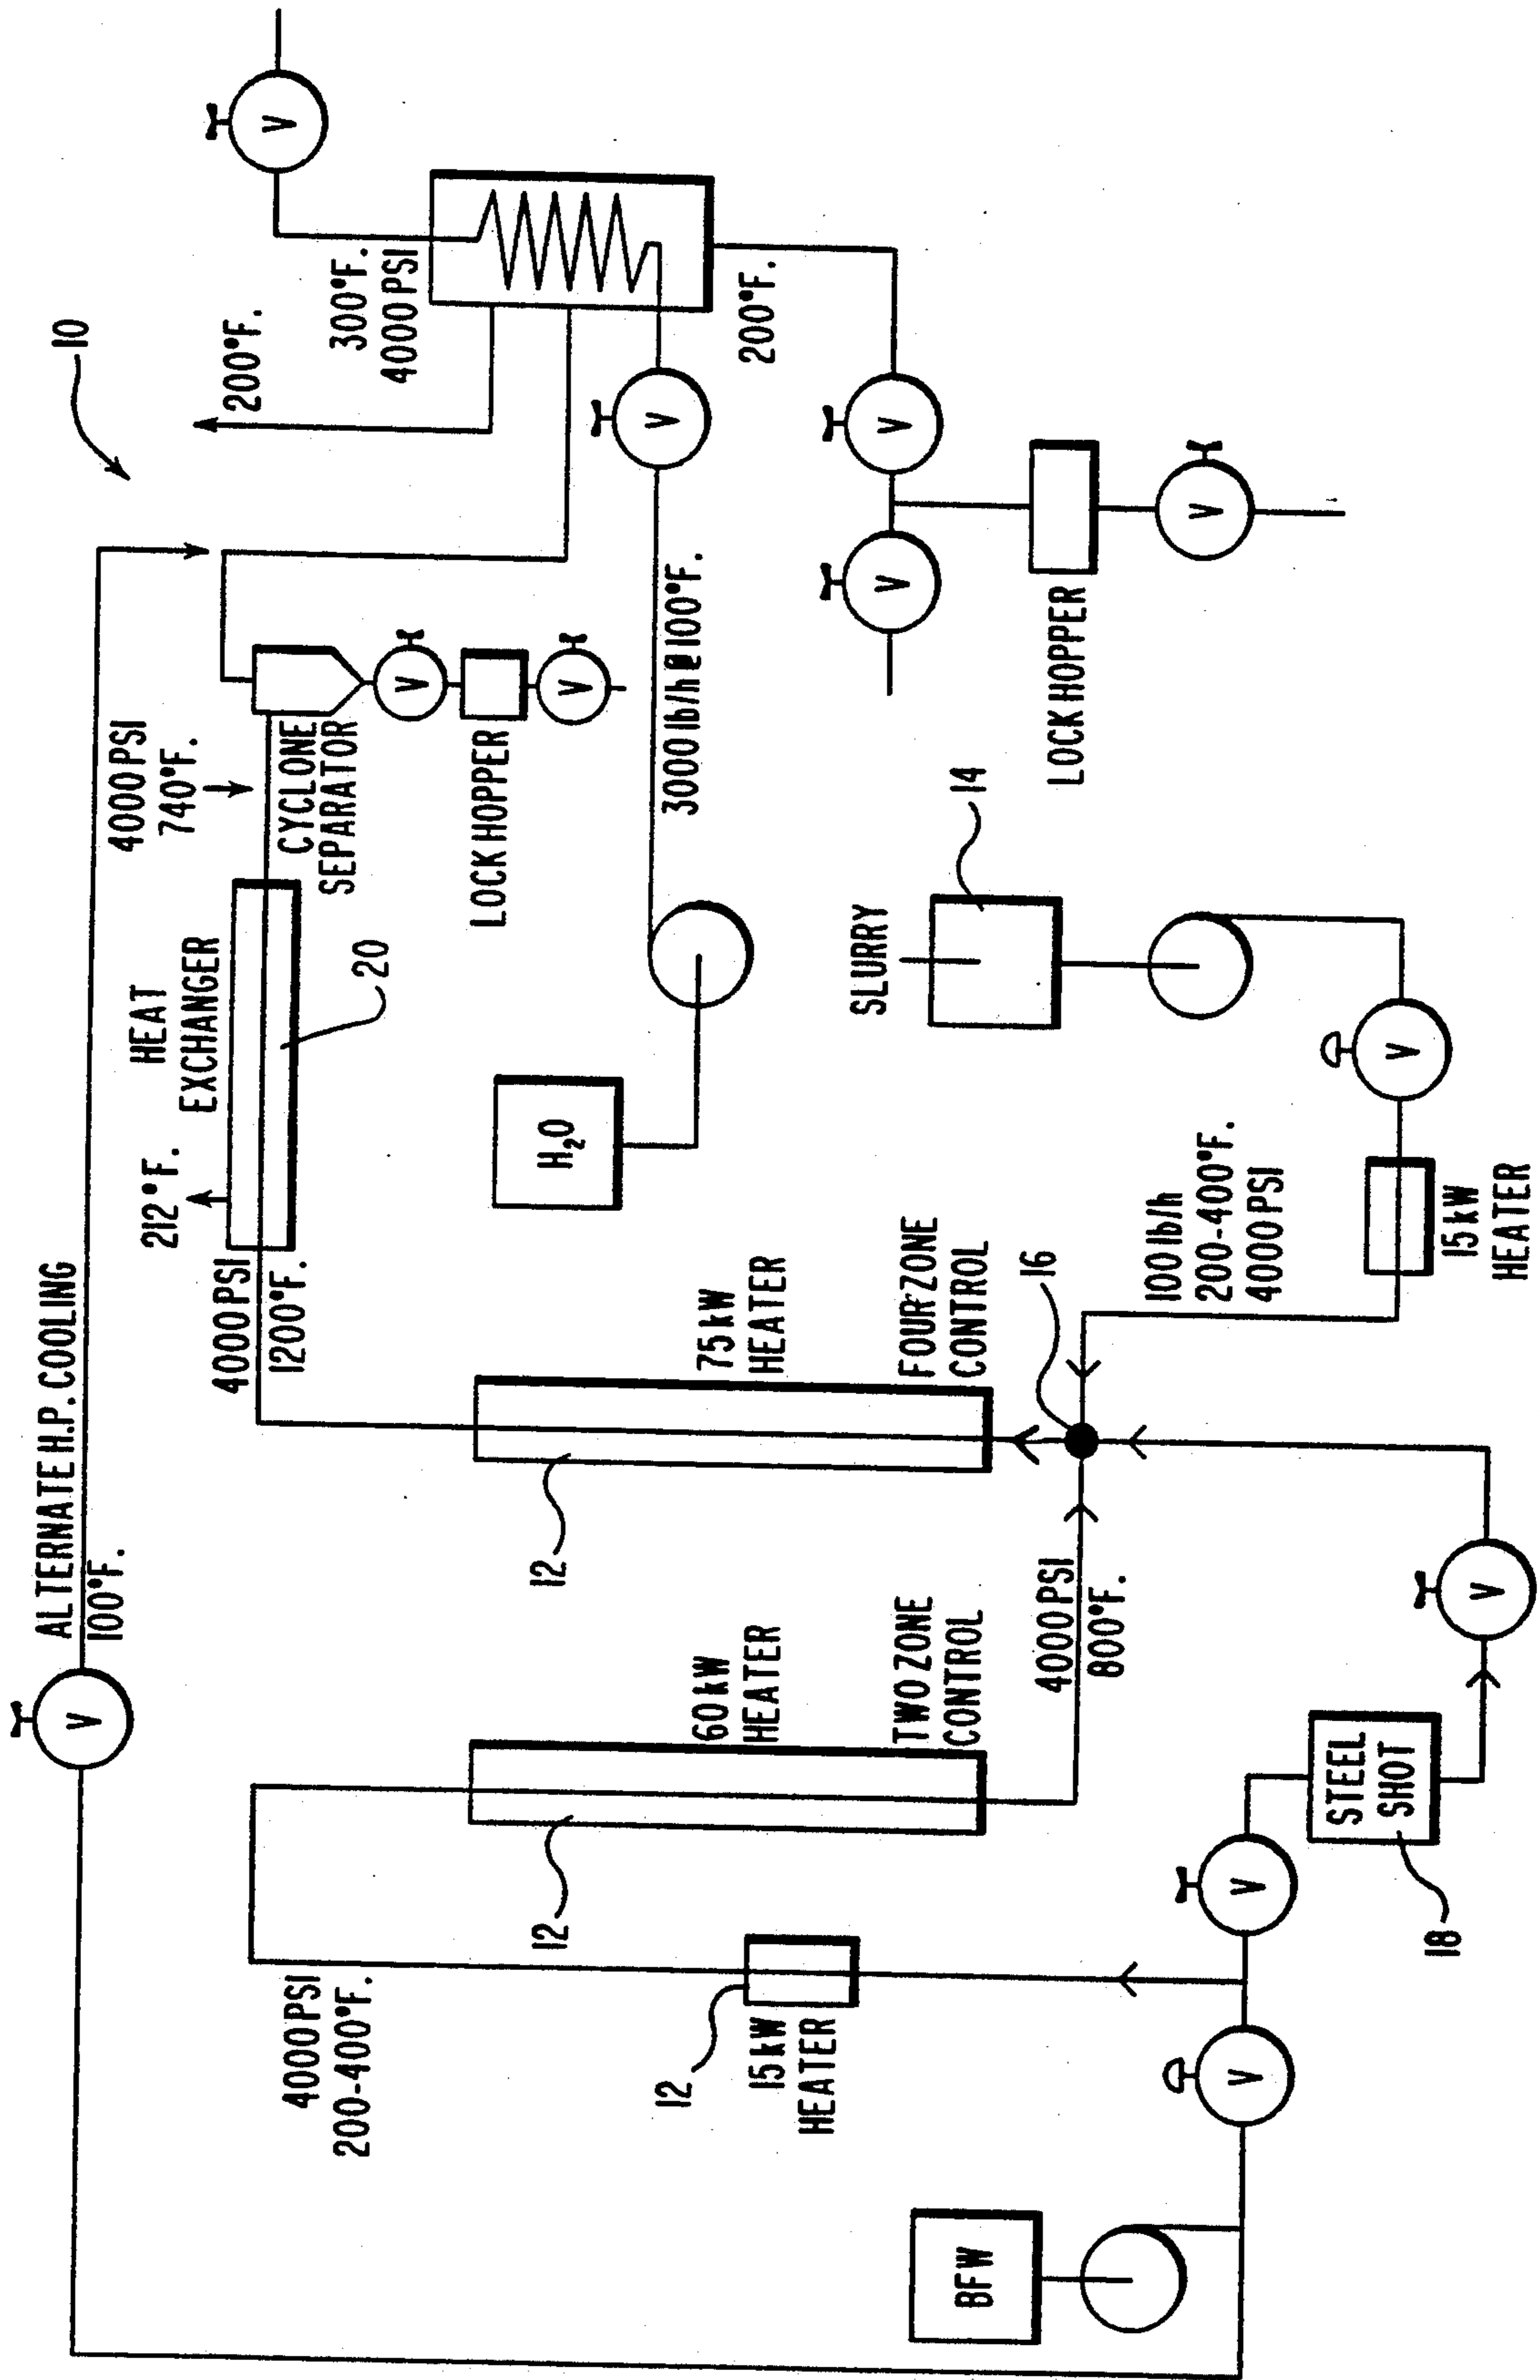 ALTERNATE H.P. COOLING
100°F.
V
10
4000 PSI
200-400°F.
12
15 kW
HEATER
12
60 kW
HEATER
TWO ZONE
CONTROL
4000 PSI
800°F.
12
75 kW
HEATER
FOUR ZONE
CONTROL
16
4000 PSI
1200°F.
212°F.
HEAT
EXCHANGER
20
4000 PSI
740°F.
CYCLONE
SEPARATOR
V
LOCK HOPPER
V
200°F.
300°F.
4000 PSI
V
H₂O
3000 lb/h @ 100°F.
V
200°F.
V
V
LOCK HOPPER
V
SLURRY
14
V
15 kW
HEATER
100 lb/h
200-400°F.
4000 PSI
BFW
V
V
STEEL
SHOT
18
V